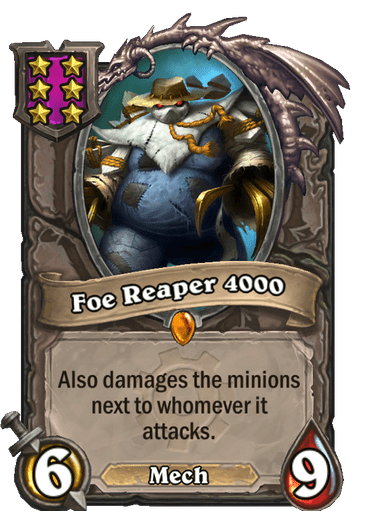 Foe Reaper 4000
Also damages the minions
next to whomever it
attacks.
6
Mech
9